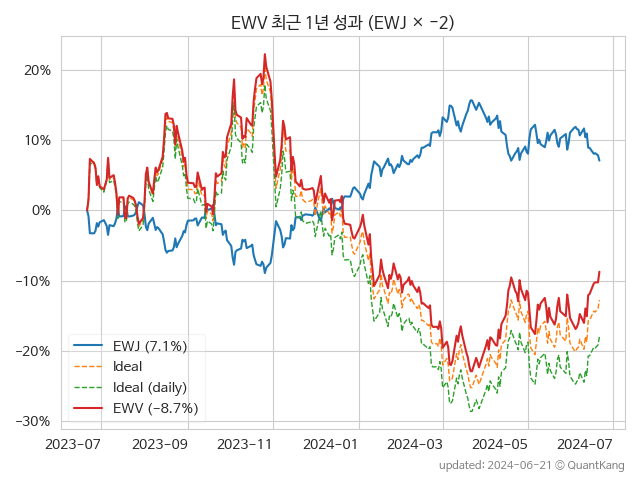 EWV 최근 1년 성과 (EWJ × −2)
20%
10%
0%
−10%
−20%
−30%
EWJ (7.1%)
Ideal
Ideal (daily)
EWV (−8.7%)
2023−07
2023−09
2023−11
2024−01
2024−03
2024−05
2024−07
updated: 2024−06−21 ⓒ QuantKang